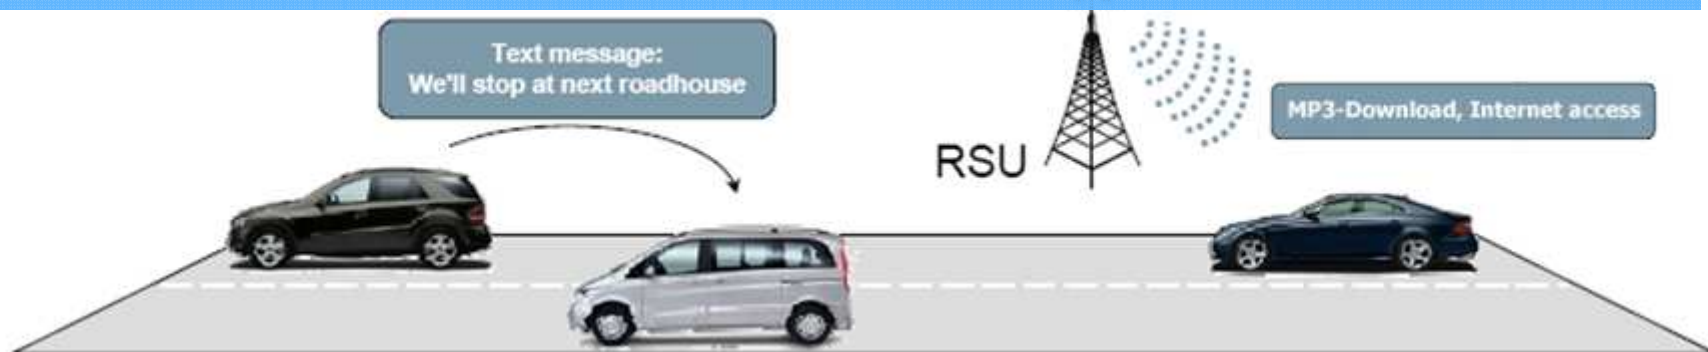 Text message:
We'll stop at next roadhouse
RSU
MP3-Download, Internet access